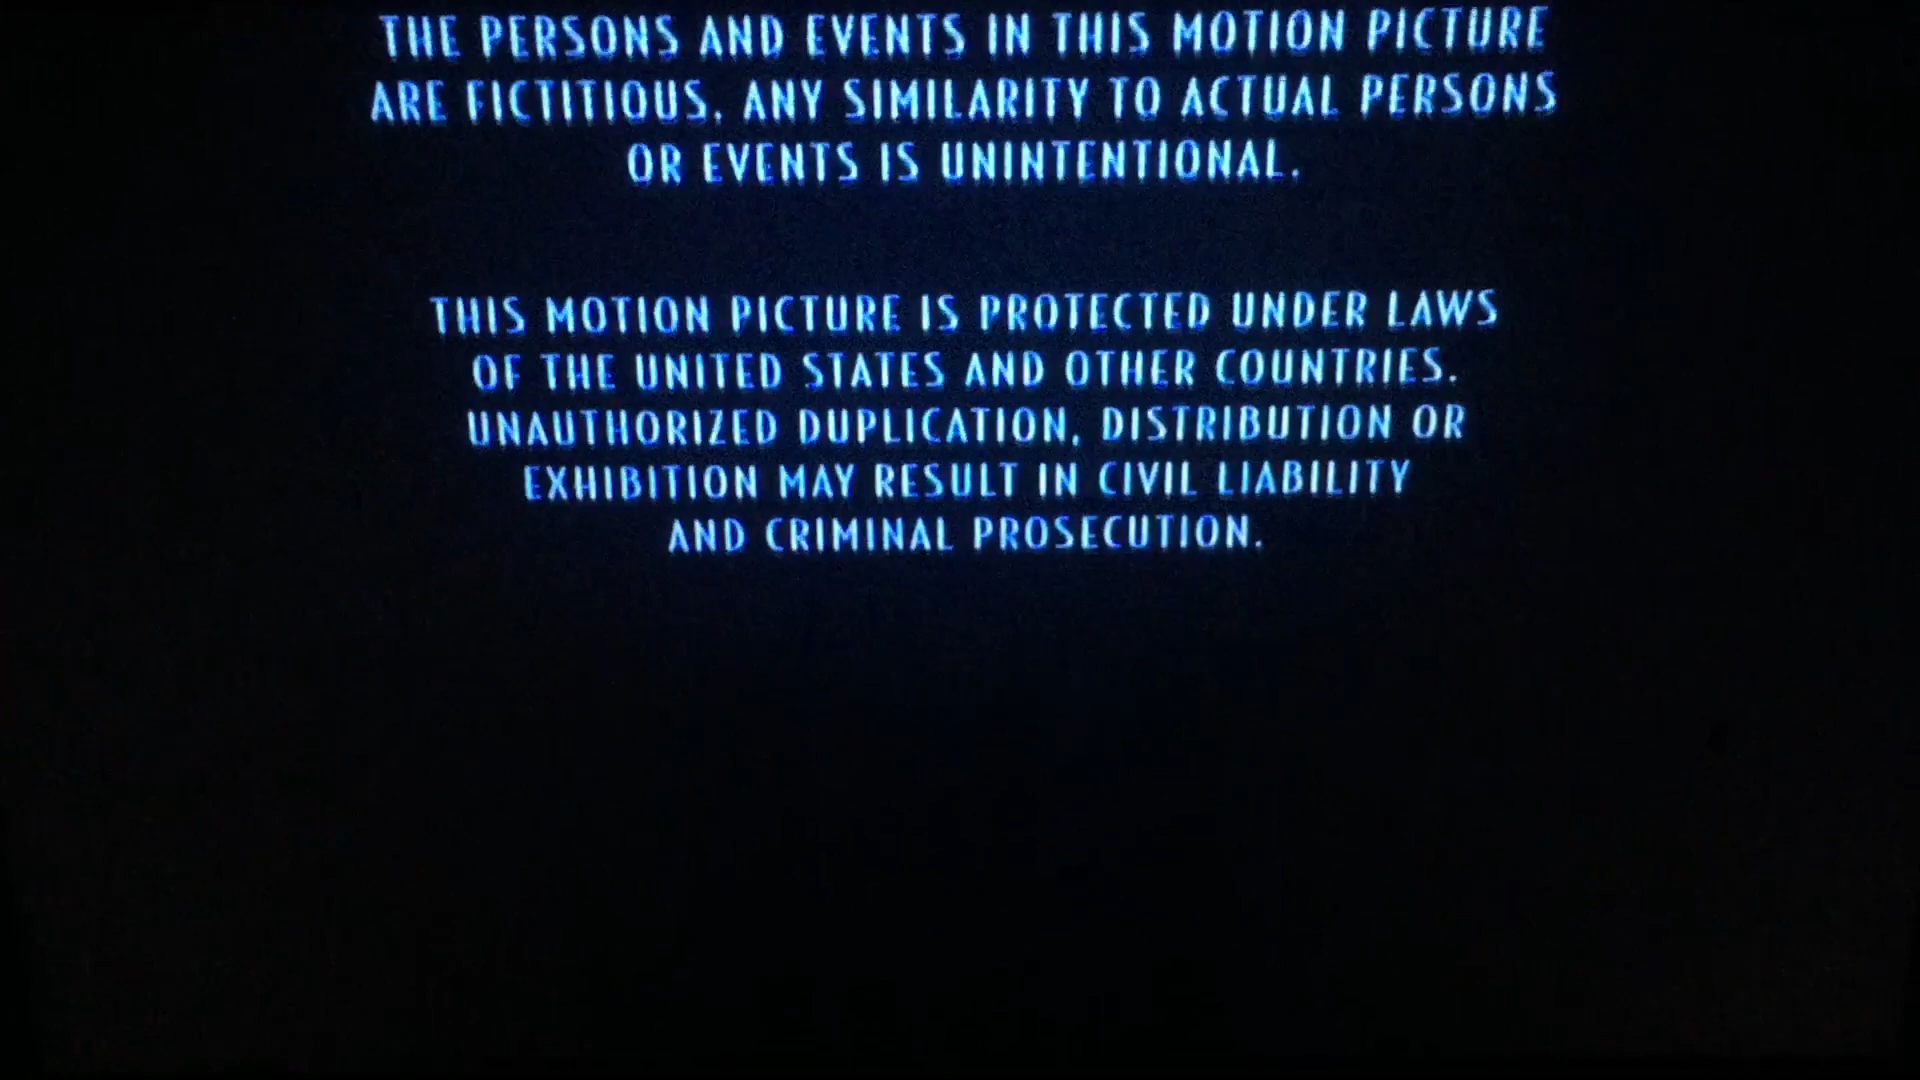 THE PERSONS AND EVENTS IN THIS MOTION PICTURE
ARE FICTITIOUS. ANY SIMILARITY TO ACTUAL PERSONS
OR EVENTS IS UNINTENTIONAL.
THIS MOTION PICTURE IS PROTECTED UNDER LAWS
OF THE UNITED STATES AND OTHER COUNTRIES.
UNAUTHORIZED DUPLICATION, DISTRIBUTION OR
EXHIBITION MAY RESULT IN CIVIL LIABILITY
AND CRIMINAL PROSECUTION.